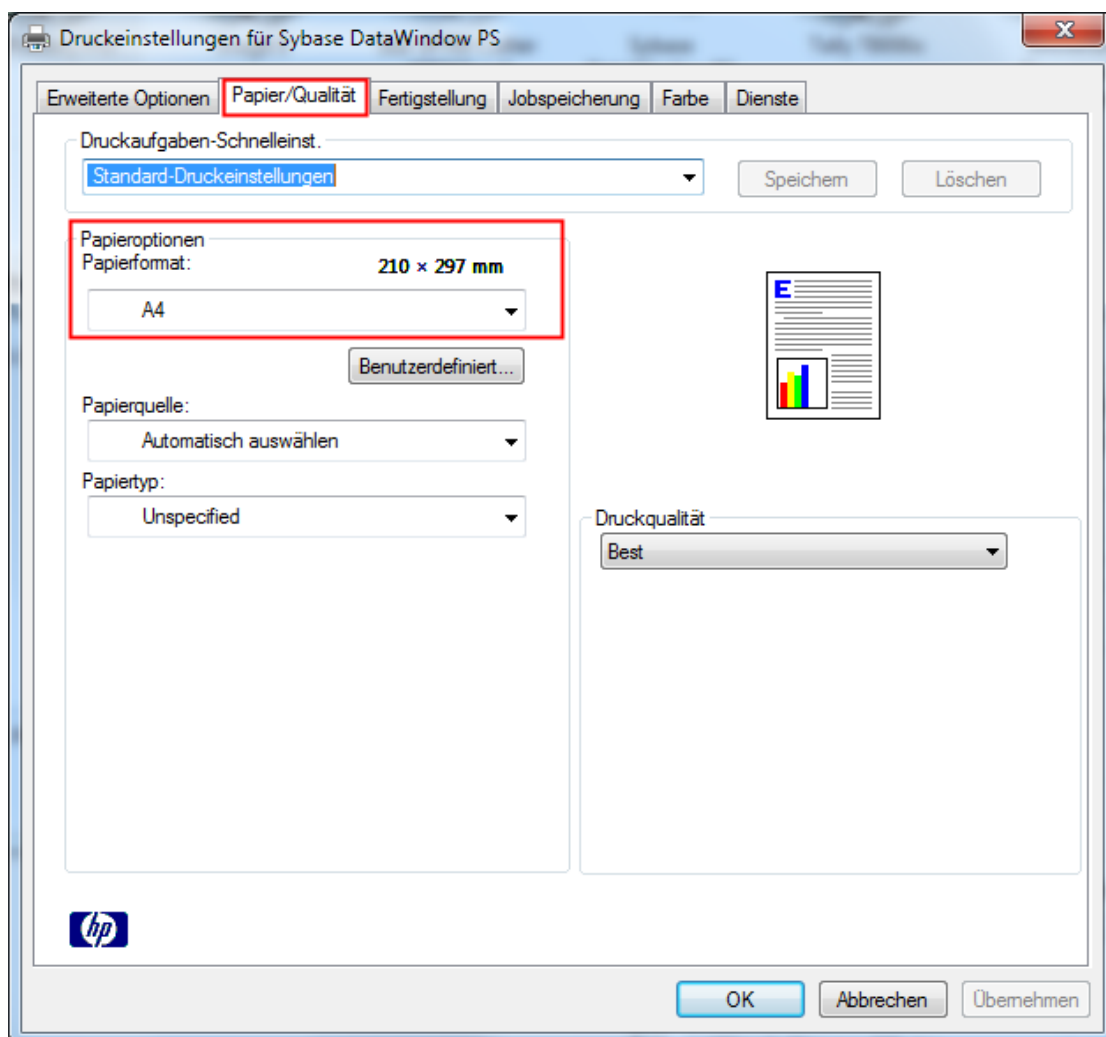 Druckeinstellungen für Sybase DataWindow PS
Erweiterte Optionen Papier/Qualität Fertigstellung Jobspeicherung Farbe Dienste
Druckaufgaben-Schnelleinst.
Standard-Druckeinstellungen Speichern Löschen
Papieroptionen
Papierformat: 210 × 297 mm
A4
E
Benutzerdefiniert...
Papierquelle:
Automatisch auswählen
Papiertyp:
Unspecified
Druckqualität
Best
hp
OK Abbrechen Übernehmen